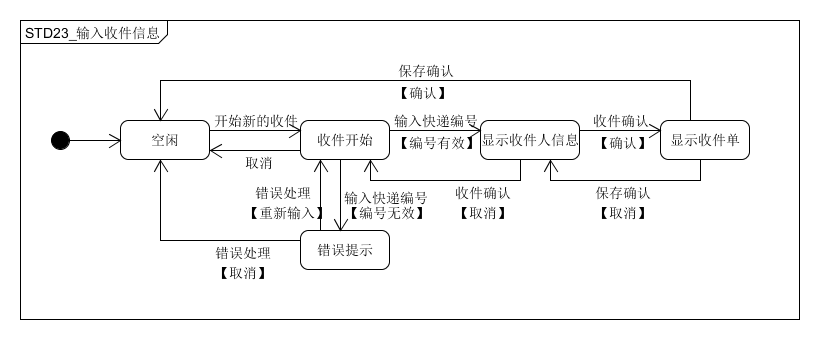 STD23_输入收件信息
保存确认
【确认】
空闲
开始新的收件
取消
收件开始
输入快递编号
【编号有效】
显示收件人信息
收件确认
【确认】
显示收件单
错误处理
【重新输入】
输入快递编号
【编号无效】
收件确认
【取消】
保存确认
【取消】
错误处理
【取消】
错误提示